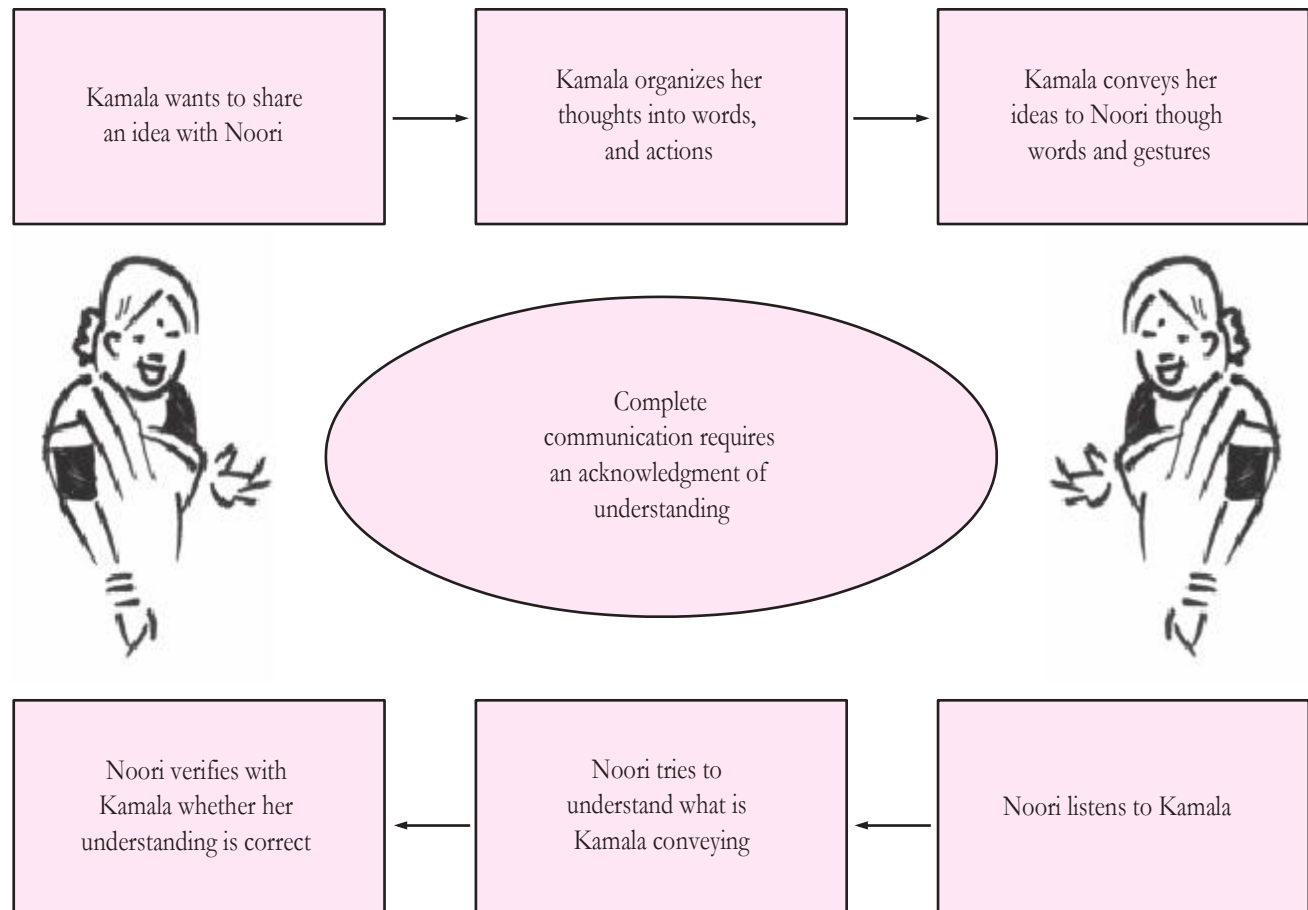 Kamala wants to share
an idea with Noori
Kamala organizes her
thoughts into words,
and actions
Kamala conveys her
ideas to Noori though
words and gestures
Complete
communication requires
an acknowledgment of
understanding
Noori verifies with
Kamala whether her
understanding is correct
Noori tries to
understand what is
Kamala conveying
Noori listens to Kamala